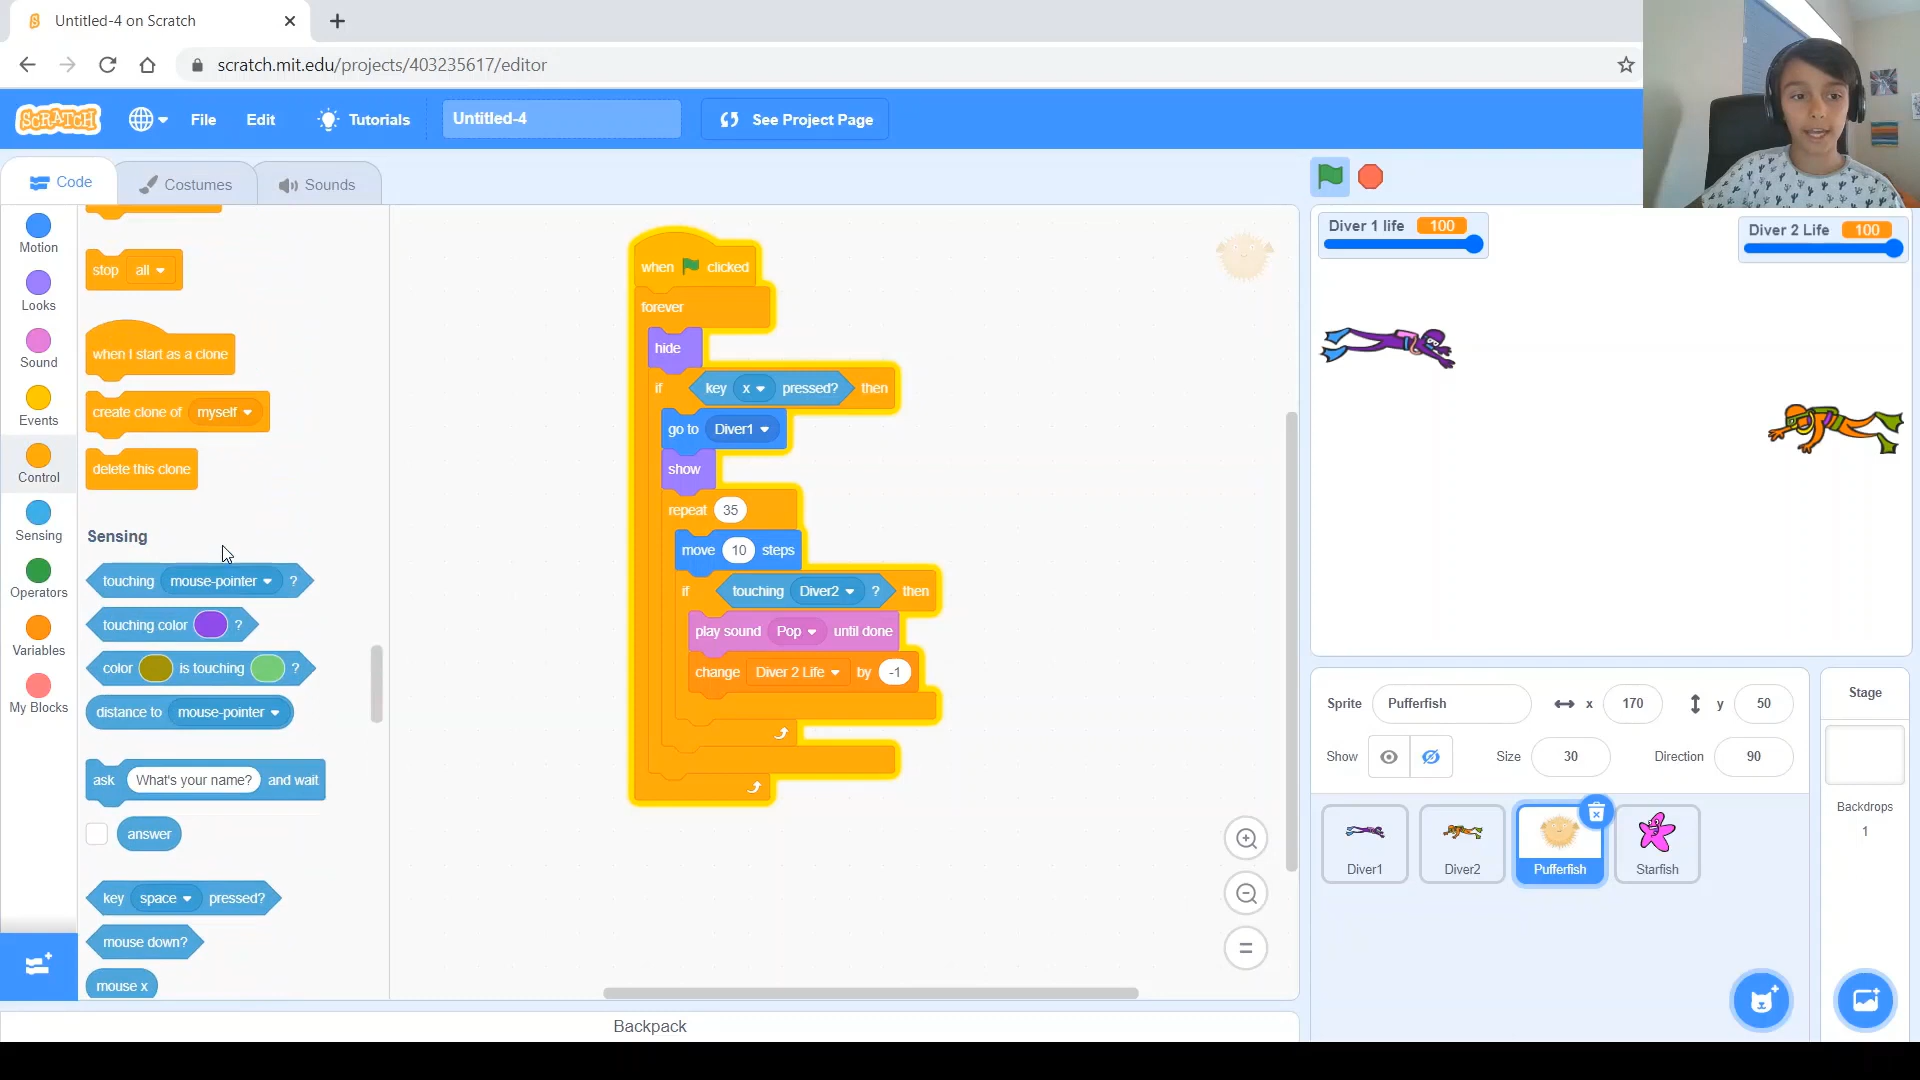 Untitled-4 on Scratch
scratch.mit.edu/projects/403235617/editor
SCRATCH
File
Edit
Tutorials
Untitled-4
See Project Page
Code
Costumes
Sounds
Motion
Looks
Sound
Events
Control
Sensing
Operators
Variables
My Blocks
stop all
when I start as a clone
create clone of myself
delete this clone
Sensing
touching mouse-pointer ?
touching color ?
color is touching ?
distance to mouse-pointer
ask What's your name? and wait
answer
key space pressed?
mouse down?
mouse x
when clicked
forever
hide
if key x pressed? then
go to Diver1
show
repeat 35
move 10 steps
if touching Diver2 ? then
play sound Pop until done
change Diver 2 Life by -1
Backpack
Diver 1 life 100
Diver 2 Life 100
Sprite Pufferfish x 170 y 50
Show Size 30 Direction 90
Diver1
Diver2
Pufferfish
Starfish
Stage
Backdrops
1